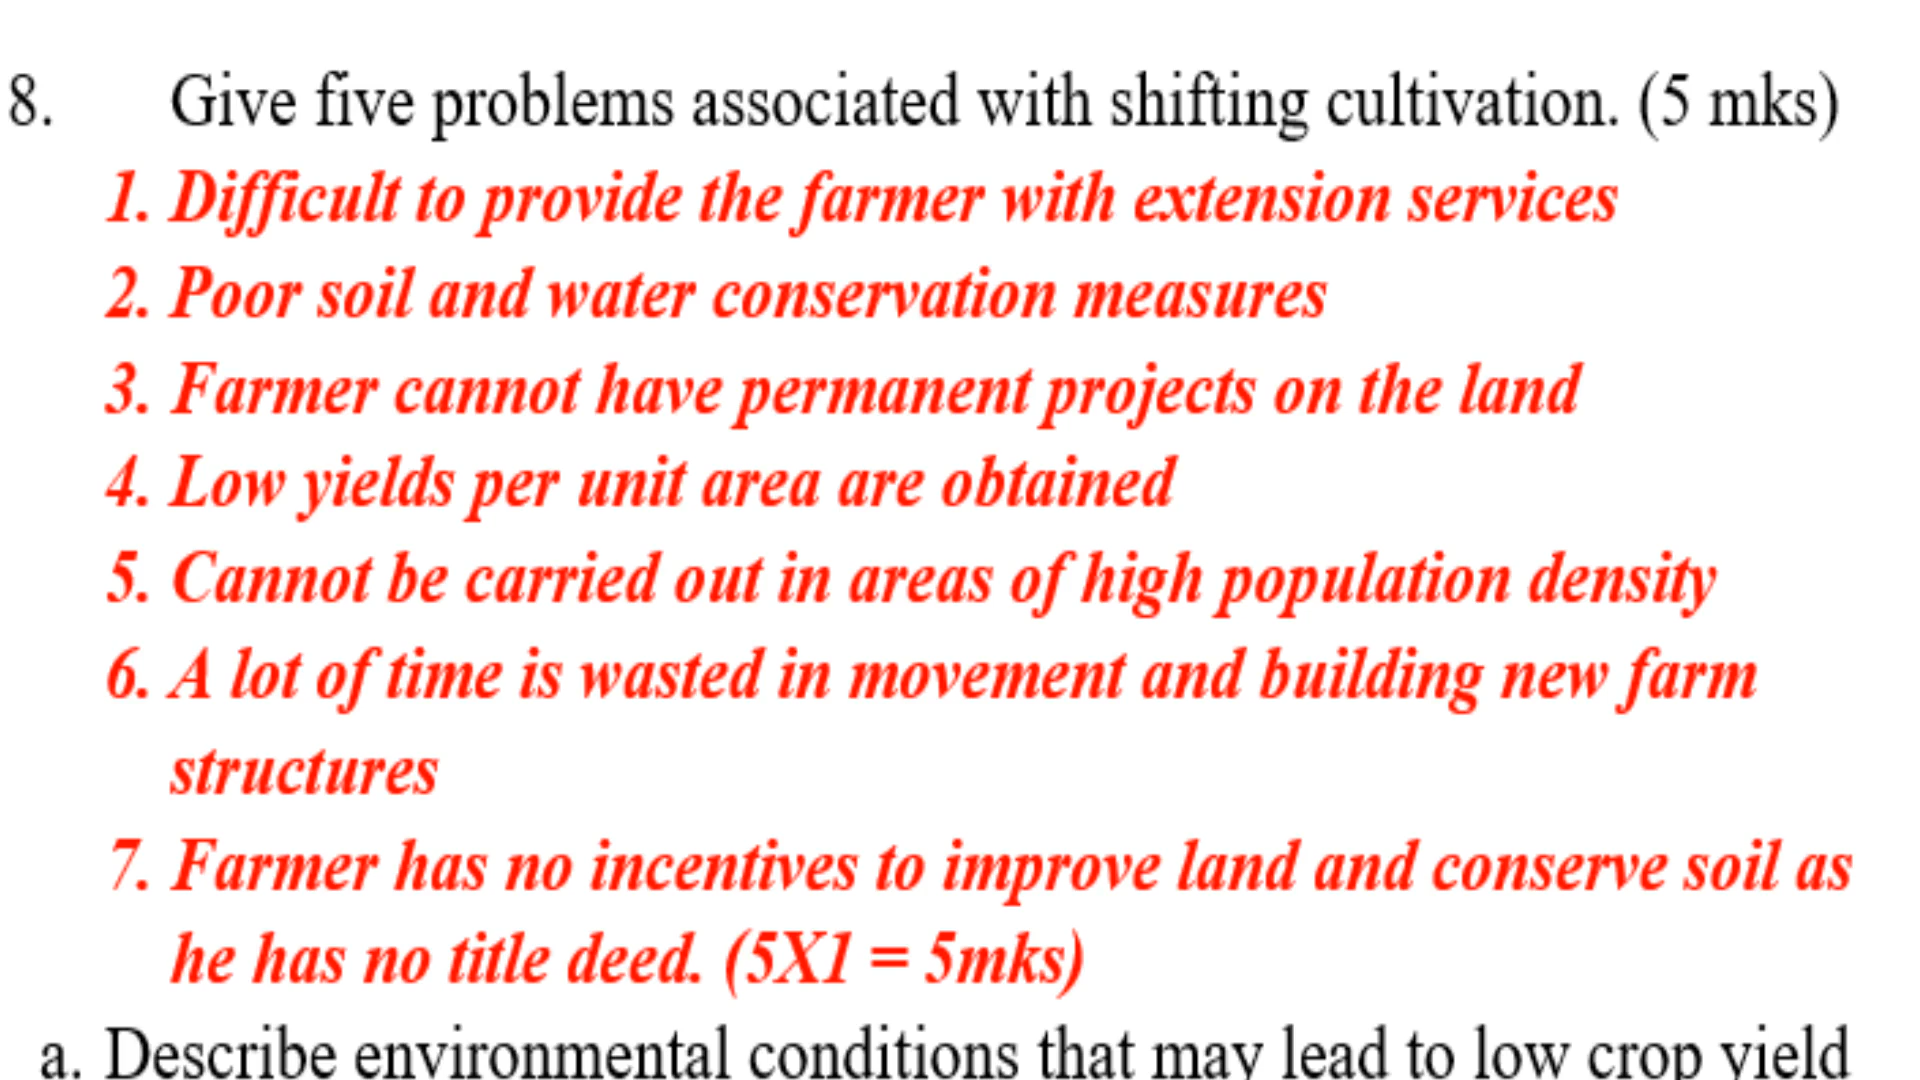 8. Give five problems associated with shifting cultivation. (5 mks)
1. Difficult to provide the farmer with extension services
2. Poor soil and water conservation measures
3. Farmer cannot have permanent projects on the land
4. Low yields per unit area are obtained
5. Cannot be carried out in areas of high population density
6. A lot of time is wasted in movement and building new farm
structures
7. Farmer has no incentives to improve land and conserve soil as
he has no title deed. (5X1 = 5mks)
a. Describe environmental conditions that may lead to low crop yield